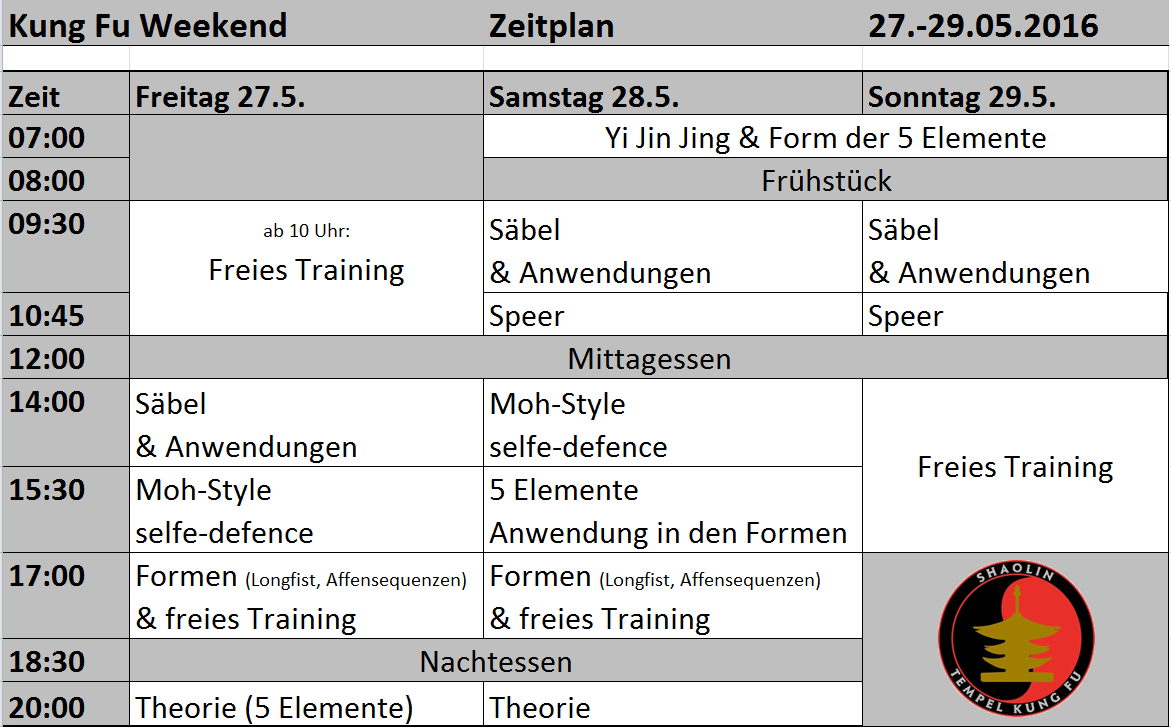 Kung Fu Weekend Zeitplan 27.-29.05.2016
Zeit Freitag 27.5. Samstag 28.5. Sonntag 29.5.
07:00 Yi Jin Jing & Form der 5 Elemente
08:00 Frühstück
09:30 ab 10 Uhr: Säbel Säbel
Freies Training & Anwendungen & Anwendungen
10:45 Speer Speer
12:00 Mittagessen
14:00 Säbel Moh-Style
& Anwendungen selfe-defence
Freies Training
15:30 Moh-Style 5 Elemente
selfe-defence Anwendung in den Formen
17:00 Formen (Longfist, Affensequenzen) Formen (Longfist, Affensequenzen)
& freies Training & freies Training
SHAOLIN
TEMPEL KUNG FU
18:30 Nachtessen
20:00 Theorie (5 Elemente) Theorie